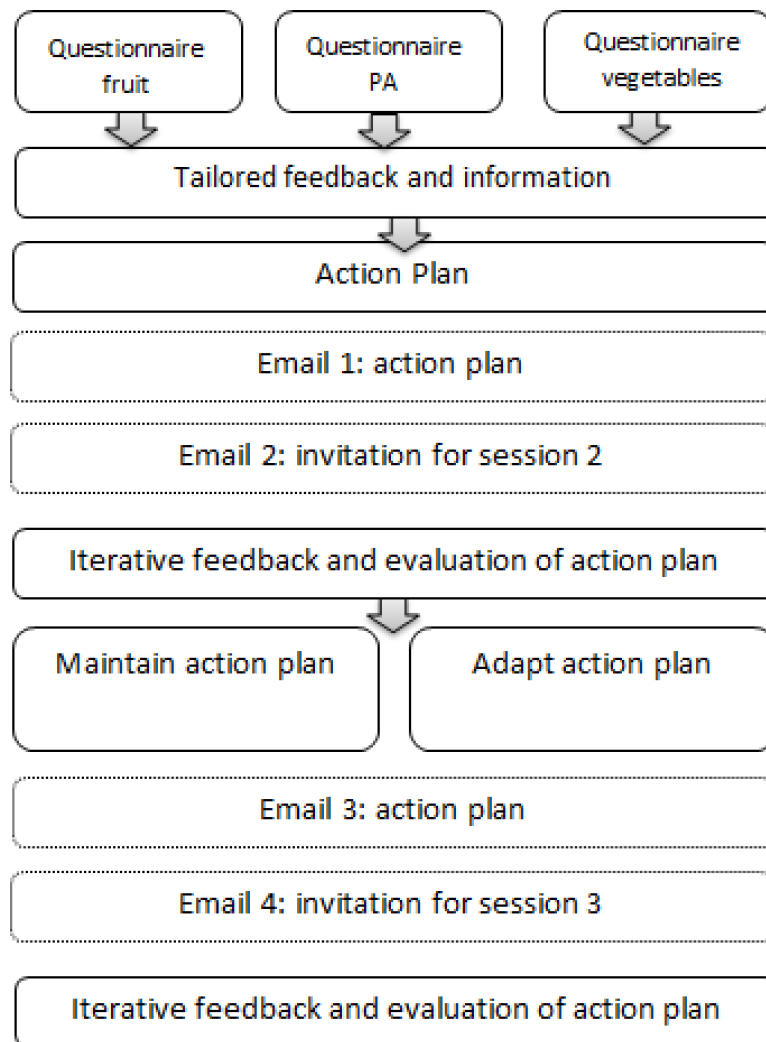 Questionnaire
fruit
Questionnaire
PA
Questionnaire
vegetables
Tailored feedback and information
Action Plan
Email 1: action plan
Email 2: invitation for session 2
Iterative feedback and evaluation of action plan
Maintain action plan
Adapt action plan
Email 3: action plan
Email 4: invitation for session 3
Iterative feedback and evaluation of action plan